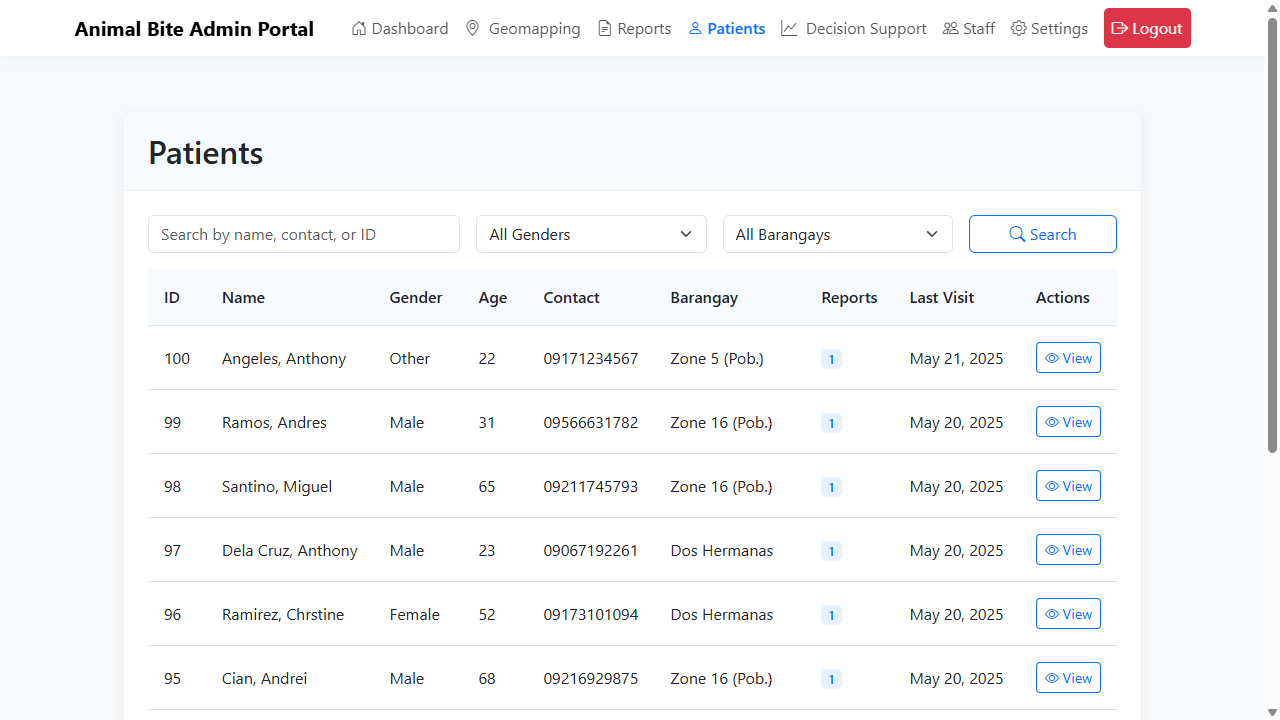 Animal Bite Admin Portal Dashboard Geomapping Reports Patients Decision Support Staff Settings Logout
Patients
Search by name, contact, or ID All Genders All Barangays Search
ID Name Gender Age Contact Barangay Reports Last Visit Actions
100 Angeles, Anthony Other 22 09171234567 Zone 5 (Pob.) 1 May 21, 2025 View
99 Ramos, Andres Male 31 09566631782 Zone 16 (Pob.) 1 May 20, 2025 View
98 Santino, Miguel Male 65 09211745793 Zone 16 (Pob.) 1 May 20, 2025 View
97 Dela Cruz, Anthony Male 23 09067192261 Dos Hermanas 1 May 20, 2025 View
96 Ramirez, Chrstine Female 52 09173101094 Dos Hermanas 1 May 20, 2025 View
95 Cian, Andrei Male 68 09216929875 Zone 16 (Pob.) 1 May 20, 2025 View